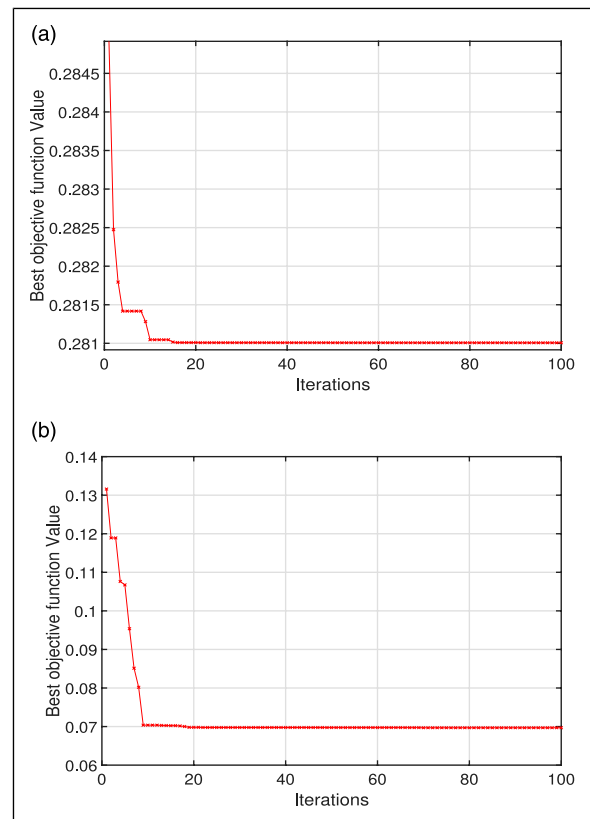 (a)
Best objective function Value
0.2845
0.284
0.2835
0.283
0.2825
0.282
0.2815
0.281
0 20 40 60 80 100
Iterations
(b)
Best objective function Value
0.14
0.13
0.12
0.11
0.1
0.09
0.08
0.07
0.06
0 20 40 60 80 100
Iterations